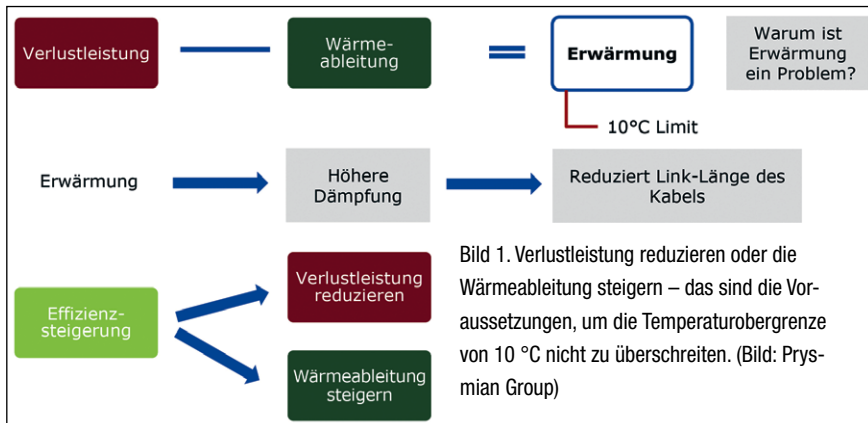 Verlustleistung
Wärme-
ableitung
Erwärmung
Warum ist
Erwärmung
ein Problem?
10°C Limit
Erwärmung
Höhere
Dämpfung
Reduziert Link-Länge des
Kabels
Effizienz-
steigerung
Verlustleistung
reduzieren
Wärmeableitung
steigern
Bild 1. Verlustleistung reduzieren oder die
Wärmeableitung steigern – das sind die Vor-
aussetzungen, um die Temperaturobergrenze
von 10 °C nicht zu überschreiten. (Bild: Prys-
mian Group)